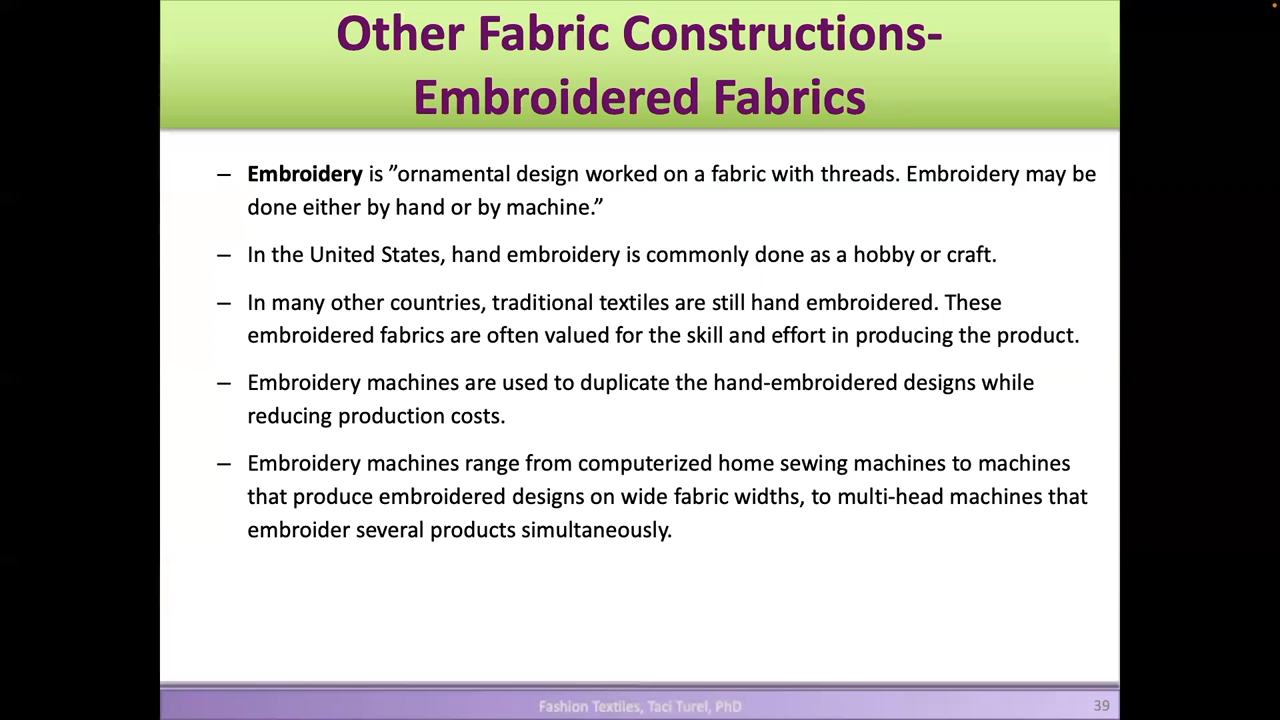 Other Fabric Constructions-
Embroidered Fabrics
– Embroidery is ”ornamental design worked on a fabric with threads. Embroidery may be
done either by hand or by machine.”
– In the United States, hand embroidery is commonly done as a hobby or craft.
– In many other countries, traditional textiles are still hand embroidered. These
embroidered fabrics are often valued for the skill and effort in producing the product.
– Embroidery machines are used to duplicate the hand-embroidered designs while
reducing production costs.
– Embroidery machines range from computerized home sewing machines to machines
that produce embroidered designs on wide fabric widths, to multi-head machines that
embroider several products simultaneously.
Fashion Textiles, Taci Turel, PhD
39